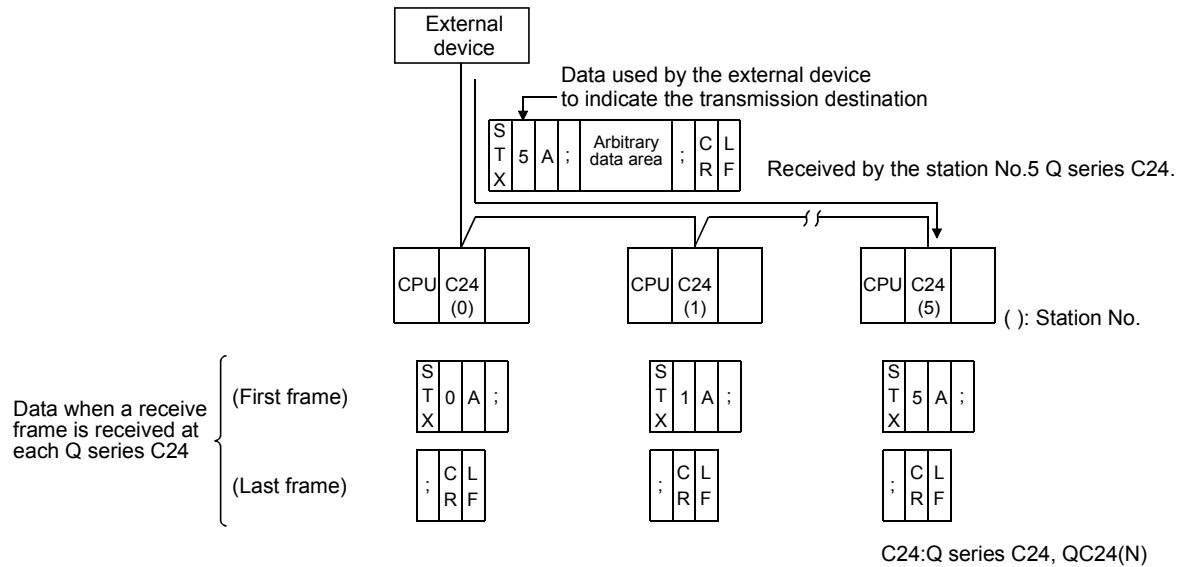 External
device
Data used by the external device
to indicate the transmission destination
S
T
X
5
A
;
Arbitrary
data area
;
C
R
L
F
Received by the station No.5 Q series C24.
CPU
C24
(0)
CPU
C24
(1)
CPU
C24
(5)
( ): Station No.
Data when a receive
frame is received at
each Q series C24
(First frame)
S
T
X
0
A
;
S
T
X
1
A
;
S
T
X
5
A
;
(Last frame)
;
C
R
L
F
;
C
R
L
F
;
C
R
L
F
C24:Q series C24, QC24(N)